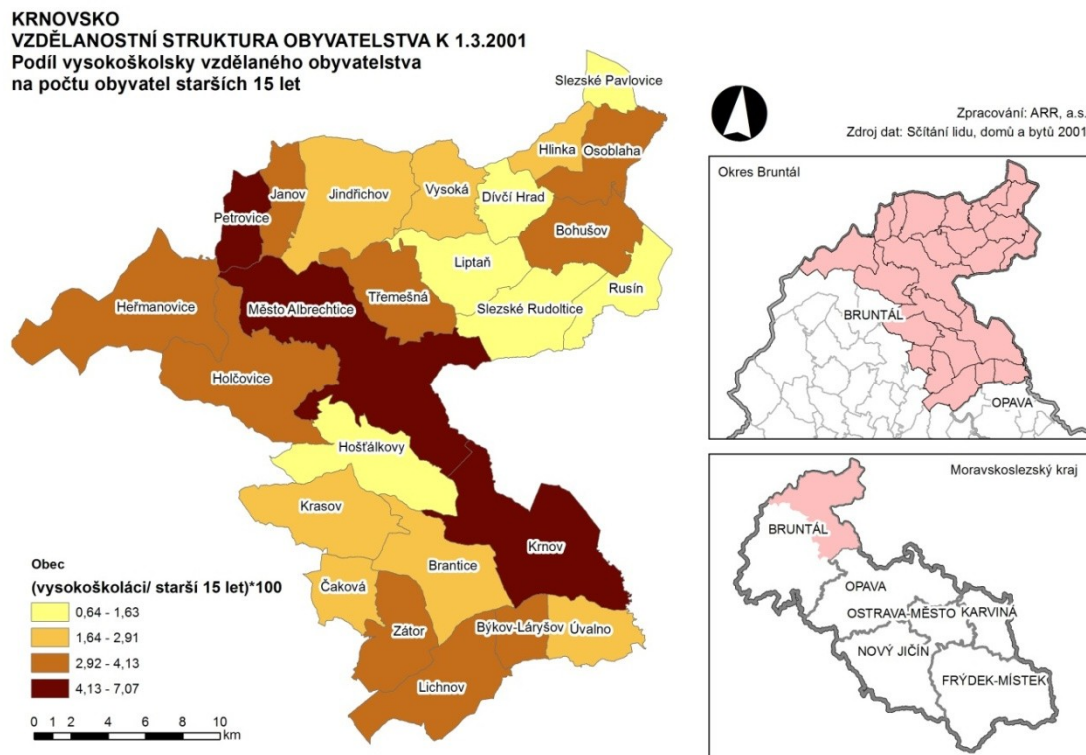 KRNOVSKO
VZDĚLANOSTNÍ STRUKTURA OBYVATELSTVA K 1.3.2001
Podíl vysokoškolsky vzdělaného obyvatelstva
na počtu obyvatel starších 15 let
Zpracování: ARR, a.s.
Zdroj dat: Sčítání lidu, domů a bytů 2001
Slezské Pavlovice
Hlinka
Osoblaha
Janov
Jindřichov
Vysoká
Dívčí Hrad
Petrovice
Bohušov
Liptaň
Rusín
Heřmanovice
Město Albrechtice
Třemešná
Slezské Rudoltice
Holčovice
Hošťálkovy
Krasov
Krnov
Brantice
Čaková
Zátor
Býkov-Láryšov
Úvalno
Lichnov
Obec
(vysokoškoláci/ starší 15 let)*100
0,64 - 1,63
1,64 - 2,91
2,92 - 4,13
4,13 - 7,07
0 1 2 4 6 8 10
km
Okres Bruntál
BRUNTÁL
OPAVA
Moravskoslezský kraj
BRUNTÁL
OPAVA
OSTRAVA-MĚSTO
KARVINÁ
NOVÝ JIČÍN
FRÝDEK-MÍSTEK